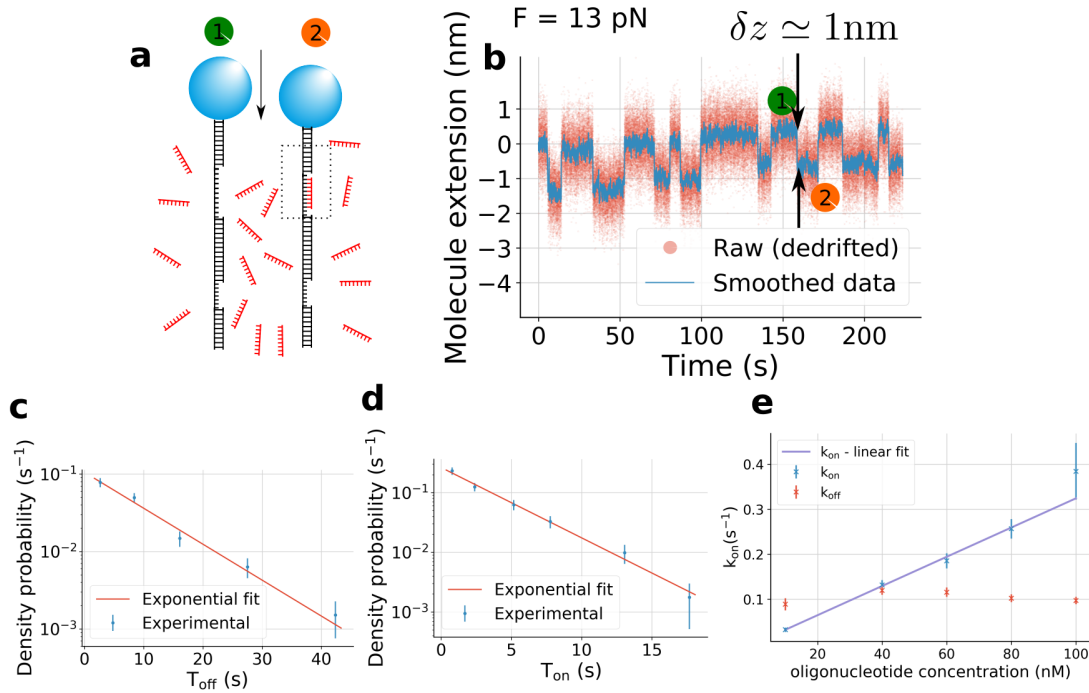 a
1
2
F = 13 pN
δz ≃ 1nm
b
Molecule extension (nm)
1
0
−1
−2
−3
−4
1
2
Raw (dedrifted)
Smoothed data
0
50
100
150
200
Time (s)
c
Density probability (s⁻¹)
10⁻¹
10⁻²
10⁻³
Exponential fit
Experimental
0
10
20
30
40
T_off (s)
d
Density probability (s⁻¹)
10⁻¹
10⁻²
10⁻³
Exponential fit
Experimental
0
5
10
15
T_on (s)
e
k_on(s⁻¹)
0.4
0.3
0.2
0.1
k_on - linear fit
k_on
k_off
20
40
60
80
100
oligonucleotide concentration (nM)